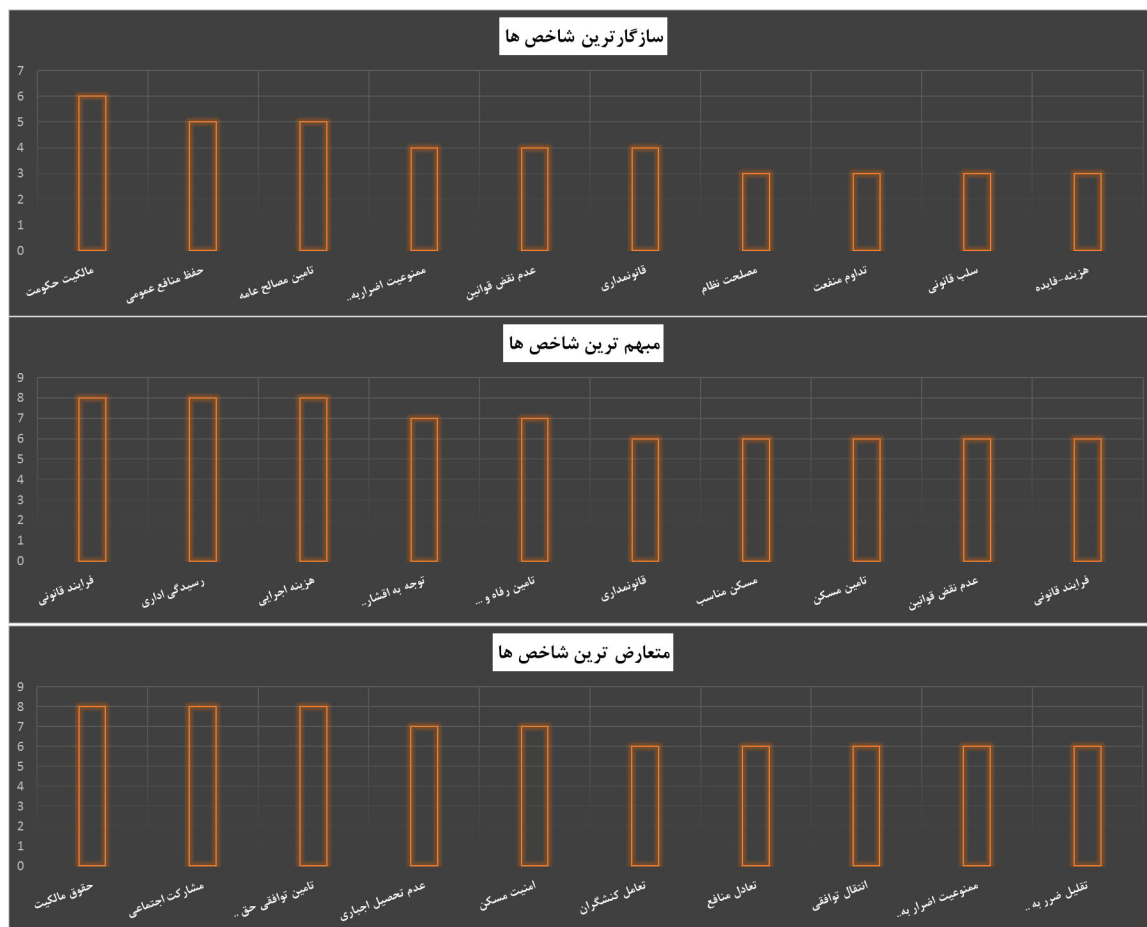 سازگارترین شاخص ها
7
6
5
4
3
2
1
0
مالکیت حکومت
حفظ منافع عمومی
تامین مصالح عامه
ممنوعیت اضراربه..
عدم نقض قوانین
قانونمداری
مصلحت نظام
تداوم منفعت
سلب قانونی
هزینه-فایده
مبهم ترین شاخص ها
9
8
7
6
5
4
3
2
1
0
فرایند قانونی
رسیدگی اداری
هزینه اجرایی
توجه به اقشار..
تامین رفاه و ...
قانونمداری
مسکن مناسب
تامین مسکن
عدم نقض قوانین
فرایند قانونی
متعارض ترین شاخص ها
9
8
7
6
5
4
3
2
1
0
حقوق مالکیت
مشارکت اجتماعی
تامین توافقی حق ..
عدم تحصیل اجباری
امنیت مسکن
تعامل کنشگران
تعادل منافع
انتقال توافقی
ممنوعیت اضرار به..
تقلیل ضرر به ..